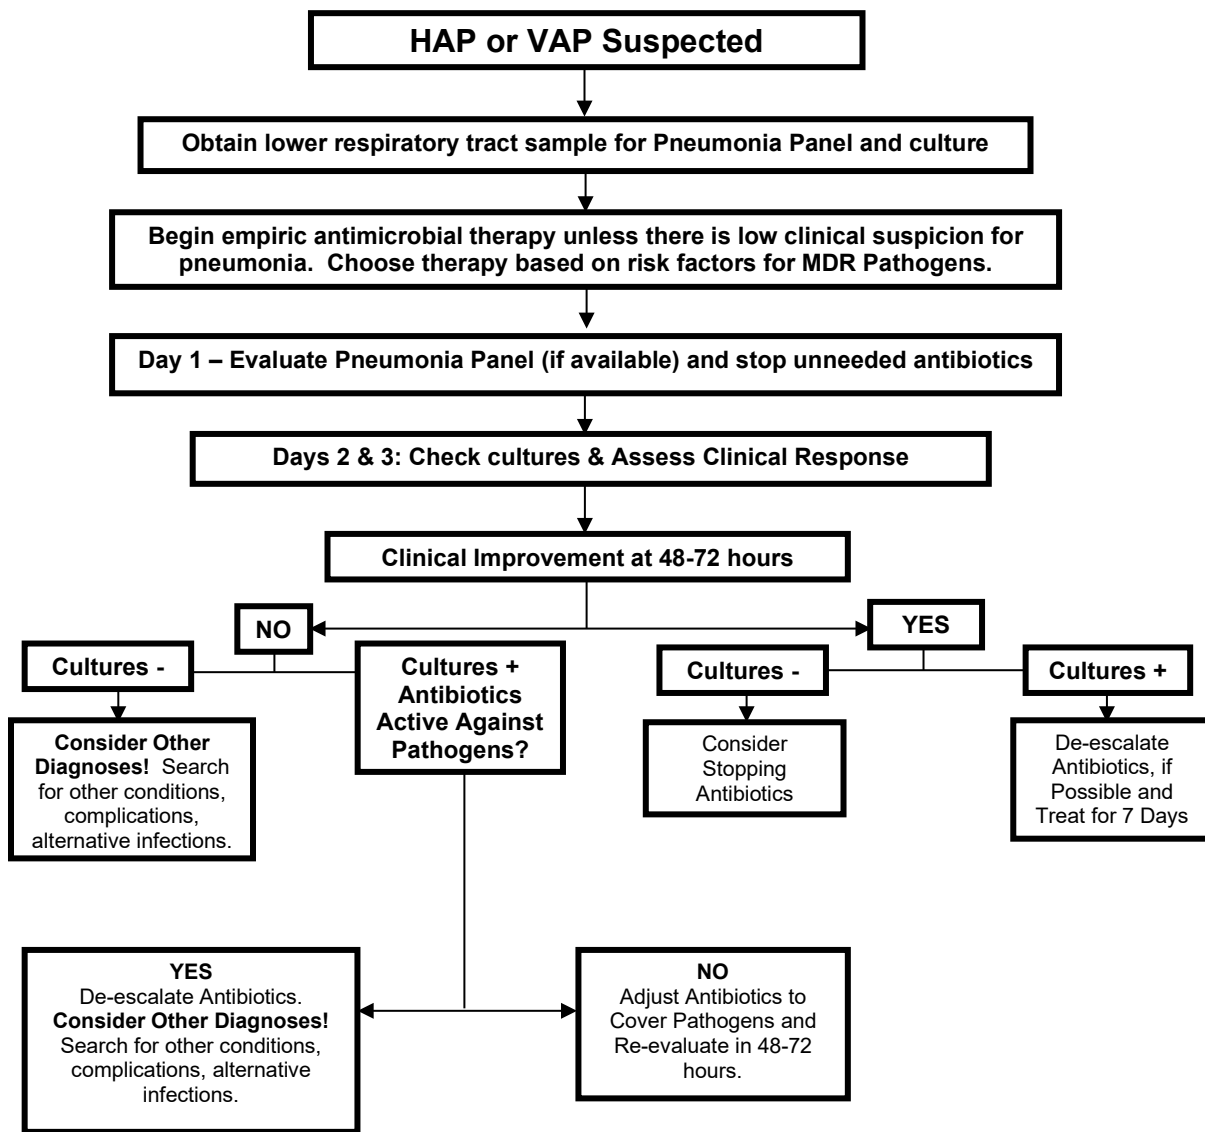 HAP or VAP Suspected
Obtain lower respiratory tract sample for Pneumonia Panel and culture
Begin empiric antimicrobial therapy unless there is low clinical suspicion for
pneumonia.  Choose therapy based on risk factors for MDR Pathogens.
Day 1 – Evaluate Pneumonia Panel (if available) and stop unneeded antibiotics
Days 2 & 3: Check cultures & Assess Clinical Response
Clinical Improvement at 48-72 hours
NO
YES
Cultures -
Cultures +
Antibiotics
Active Against
Pathogens?
Cultures -
Cultures +
Consider Other
Diagnoses!  Search
for other conditions,
complications,
alternative infections.
Consider
Stopping
Antibiotics
De-escalate
Antibiotics, if
Possible and
Treat for 7 Days
YES
De-escalate Antibiotics.
Consider Other Diagnoses!
Search for other conditions,
complications, alternative
infections.
NO
Adjust Antibiotics to
Cover Pathogens and
Re-evaluate in 48-72
hours.